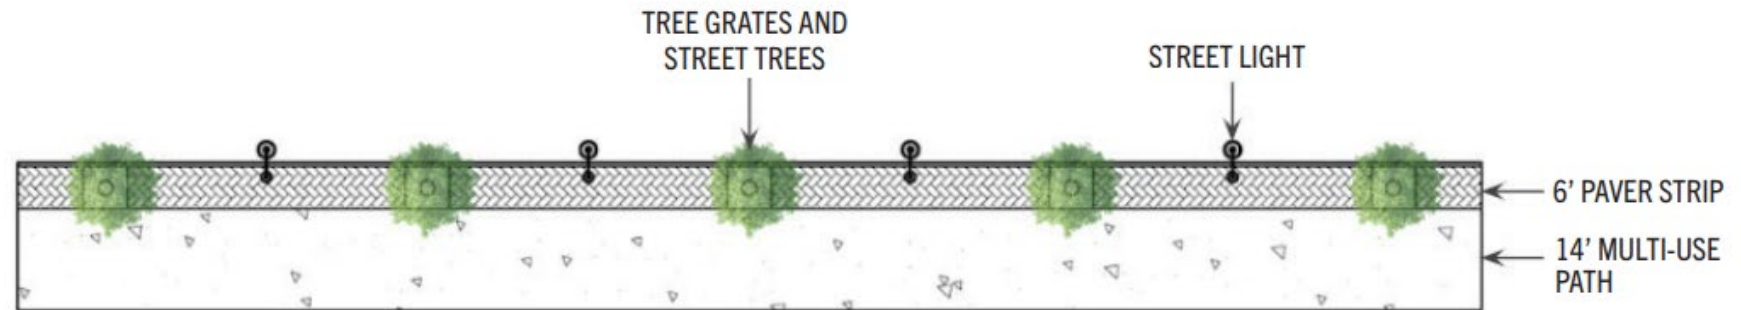 TREE GRATES AND
STREET TREES
STREET LIGHT
6’ PAVER STRIP
14’ MULTI-USE
PATH